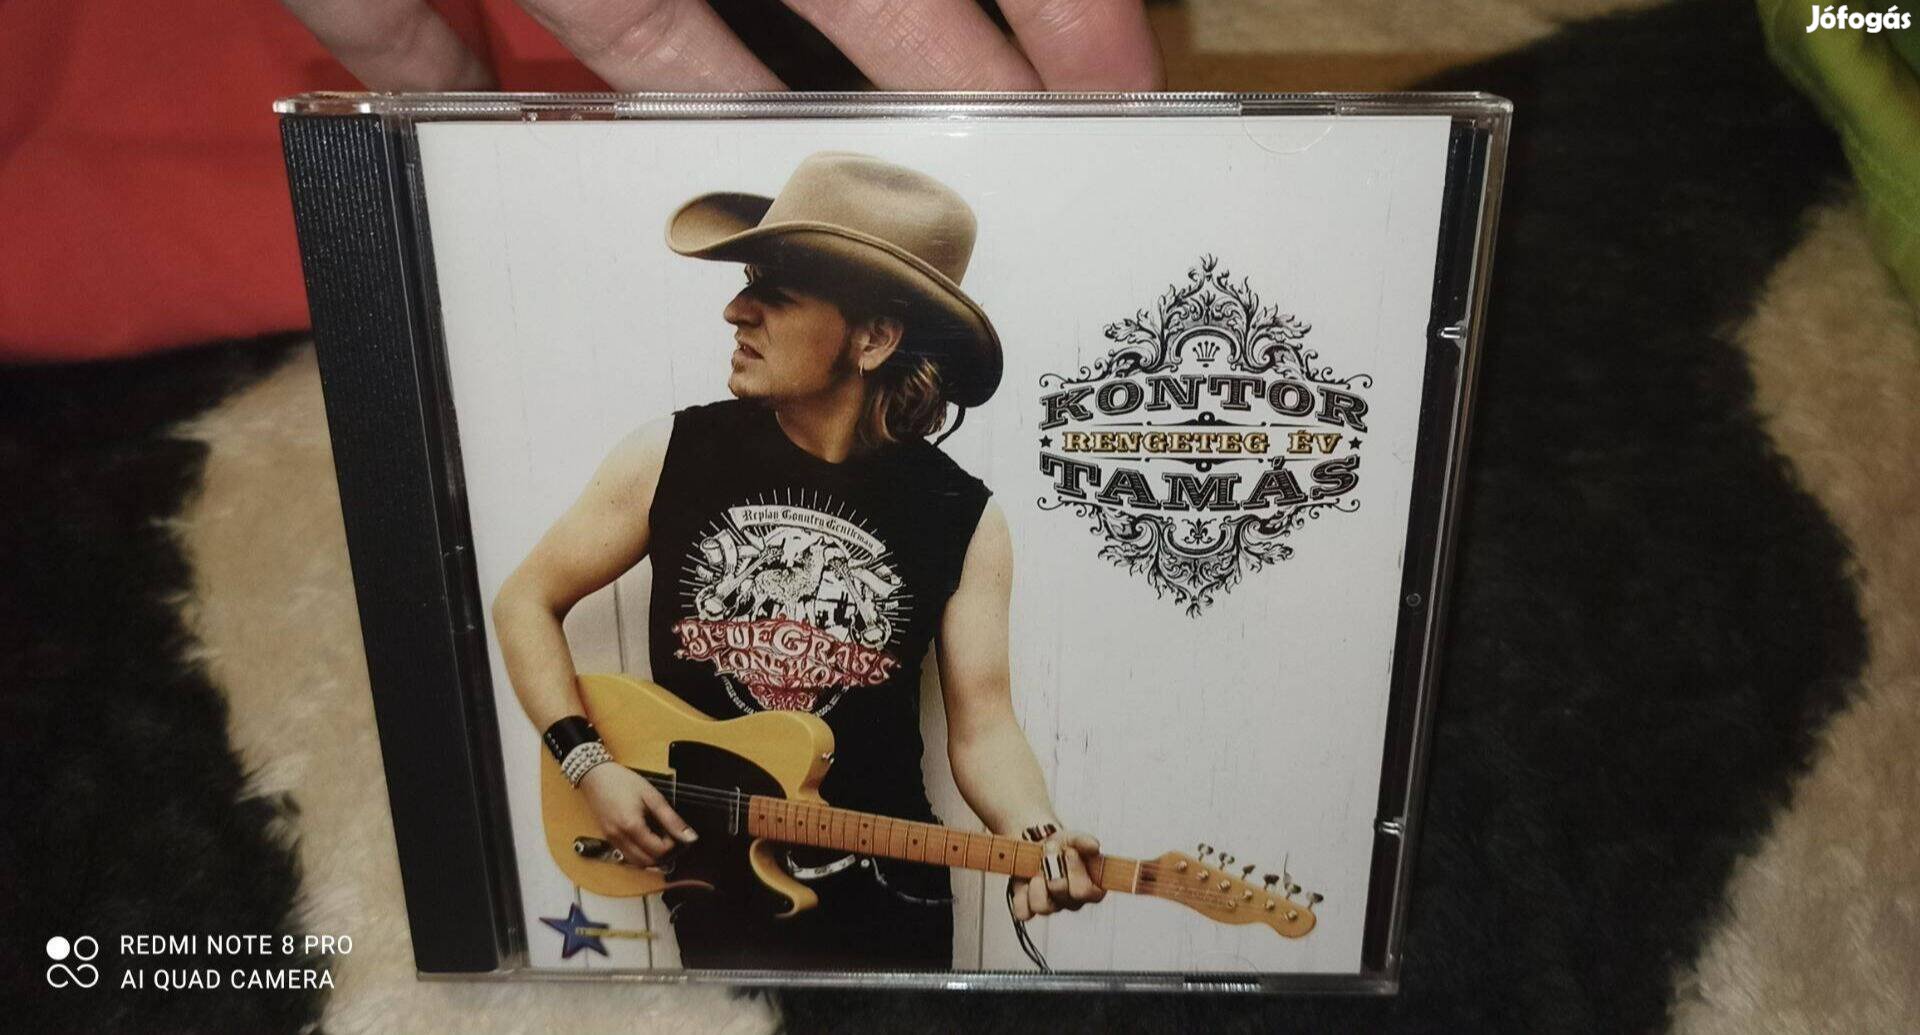 Jófogás
KONTOR
RENGETEG ÉV
TAMÁS
Replay Country Gentleman
BLUEGRASS
REDMI NOTE 8 PRO
AI QUAD CAMERA